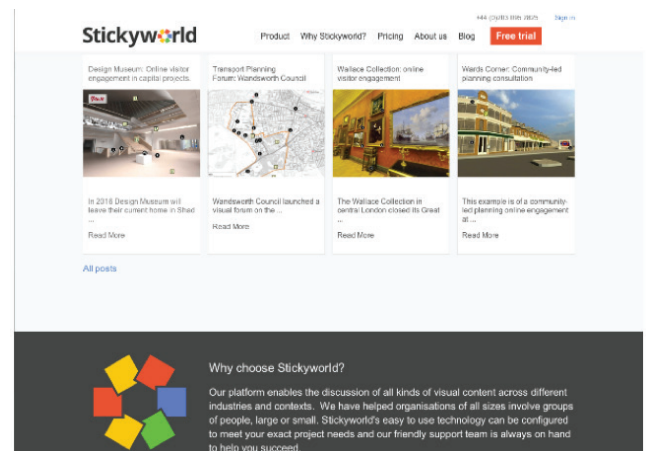 Sign in
Stickyworld
Product Why Stickyworld? Pricing About us Blog Free trial
Design Museum: Online visitor
engagement in capital projects.
Transport Planning
Forum: Wandsworth Council
Wallace Collection: online
visitor engagement
Werds Corner: Community-led
planning consultation
In 2016 Design Museum will
leave their current home in Shed
...
Read More
Wandsworth Council launched a
visual forum on the ...
Read More
The Wallace Collection in
central London closed its Great
...
Read More
This example is of a community-
led planning online engagement
at ...
Read More
All posts
Why choose Stickyworld?
Our platform enables the discussion of all kinds of visual content across different
industries and contexts. We have helped organisations of all sizes involve groups
of people, large or small. Stickyworld's easy to use technology can be configured
to meet your exact project needs and our friendly support team is always on hand
to help you succeed.